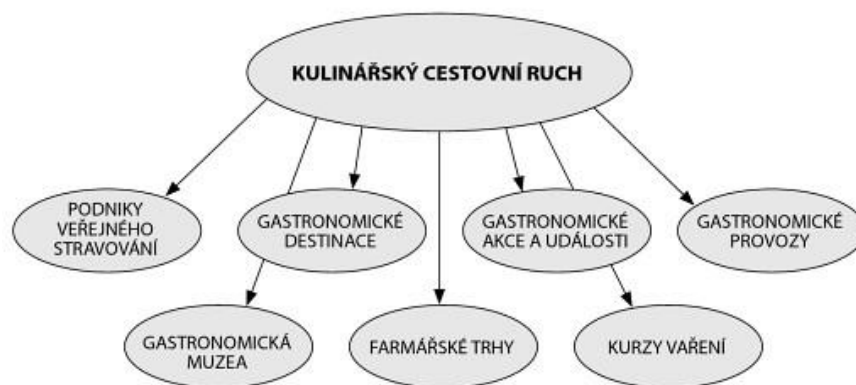 KULINÁŘSKÝ CESTOVNÍ RUCH
PODNIKY
VEŘEJNÉHO
STRAVOVÁNÍ
GASTRONOMICKÉ
DESTINACE
GASTRONOMICKÉ
AKCE A UDÁLOSTI
GASTRONOMICKÉ
PROVOZY
GASTRONOMICKÁ
MUZEA
FARMÁŘSKÉ TRHY
KURZY VAŘENÍ